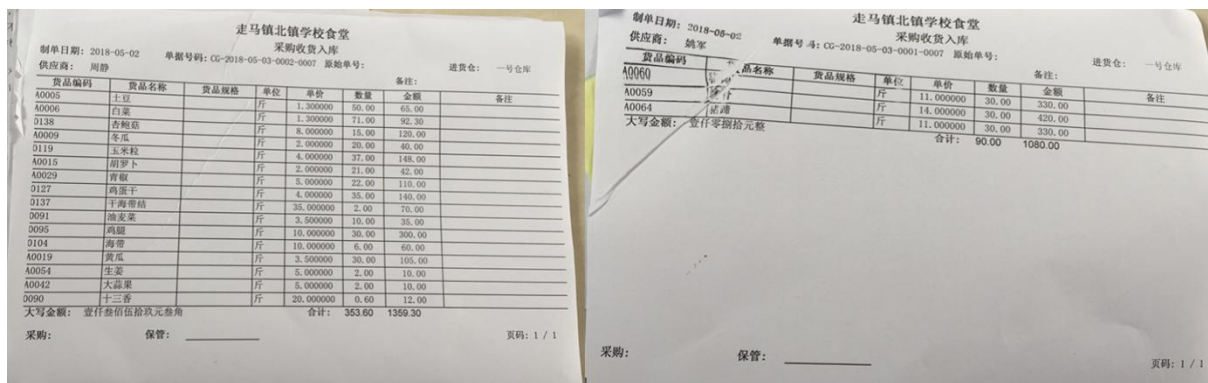 走马镇北镇学校食堂
采购收货入库
制单日期: 2018-05-02 单据号码: CG-2018-05-03-0002-0007 原始单号: 进货仓: 一号仓库
供应商: 周静 备注:
货品编码 货品名称 货品规格 单位 单价 数量 金额 备注
A0005 土豆 斤 1.300000 50.00 65.00
A0006 白菜 斤 1.300000 71.00 92.30
0138 杏鲍菇 斤 8.000000 15.00 120.00
A0009 冬瓜 斤 2.000000 20.00 40.00
0119 玉米粒 斤 4.000000 37.00 148.00
A0015 胡萝卜 斤 2.000000 21.00 42.00
A0029 青椒 斤 5.000000 22.00 110.00
0127 鸡蛋干 斤 4.000000 35.00 140.00
0137 干海带结 斤 35.000000 2.00 70.00
0091 油麦菜 斤 3.500000 10.00 35.00
0095 鸡腿 斤 10.000000 30.00 300.00
0104 海带 斤 10.000000 6.00 60.00
A0019 黄瓜 斤 3.500000 30.00 105.00
A0054 生姜 斤 5.000000 2.00 10.00
A0042 大蒜果 斤 5.000000 2.00 10.00
0090 十三香 斤 20.000000 0.60 12.00
大写金额: 壹仟叁佰伍拾玖元叁角 合计: 353.60 1359.30
采购: 保管: 页码: 1 / 1
走马镇北镇学校食堂
采购收货入库
制单日期: 2018-05-02 单据号 CG-2018-05-03-0001-0007 原始单号: 进货仓: 一号仓库
供应商: 姚军 备注:
货品编码 品名称 货品规格 单位 单价 数量 金额 备注
A0060 斤 11.000000 30.00 330.00
A0059 斤 14.000000 30.00 420.00
A0064 斤 11.000000 30.00 330.00
大写金额: 壹仟零捌拾元整 合计: 90.00 1080.00
采购: 保管: 页码: 1 / 1